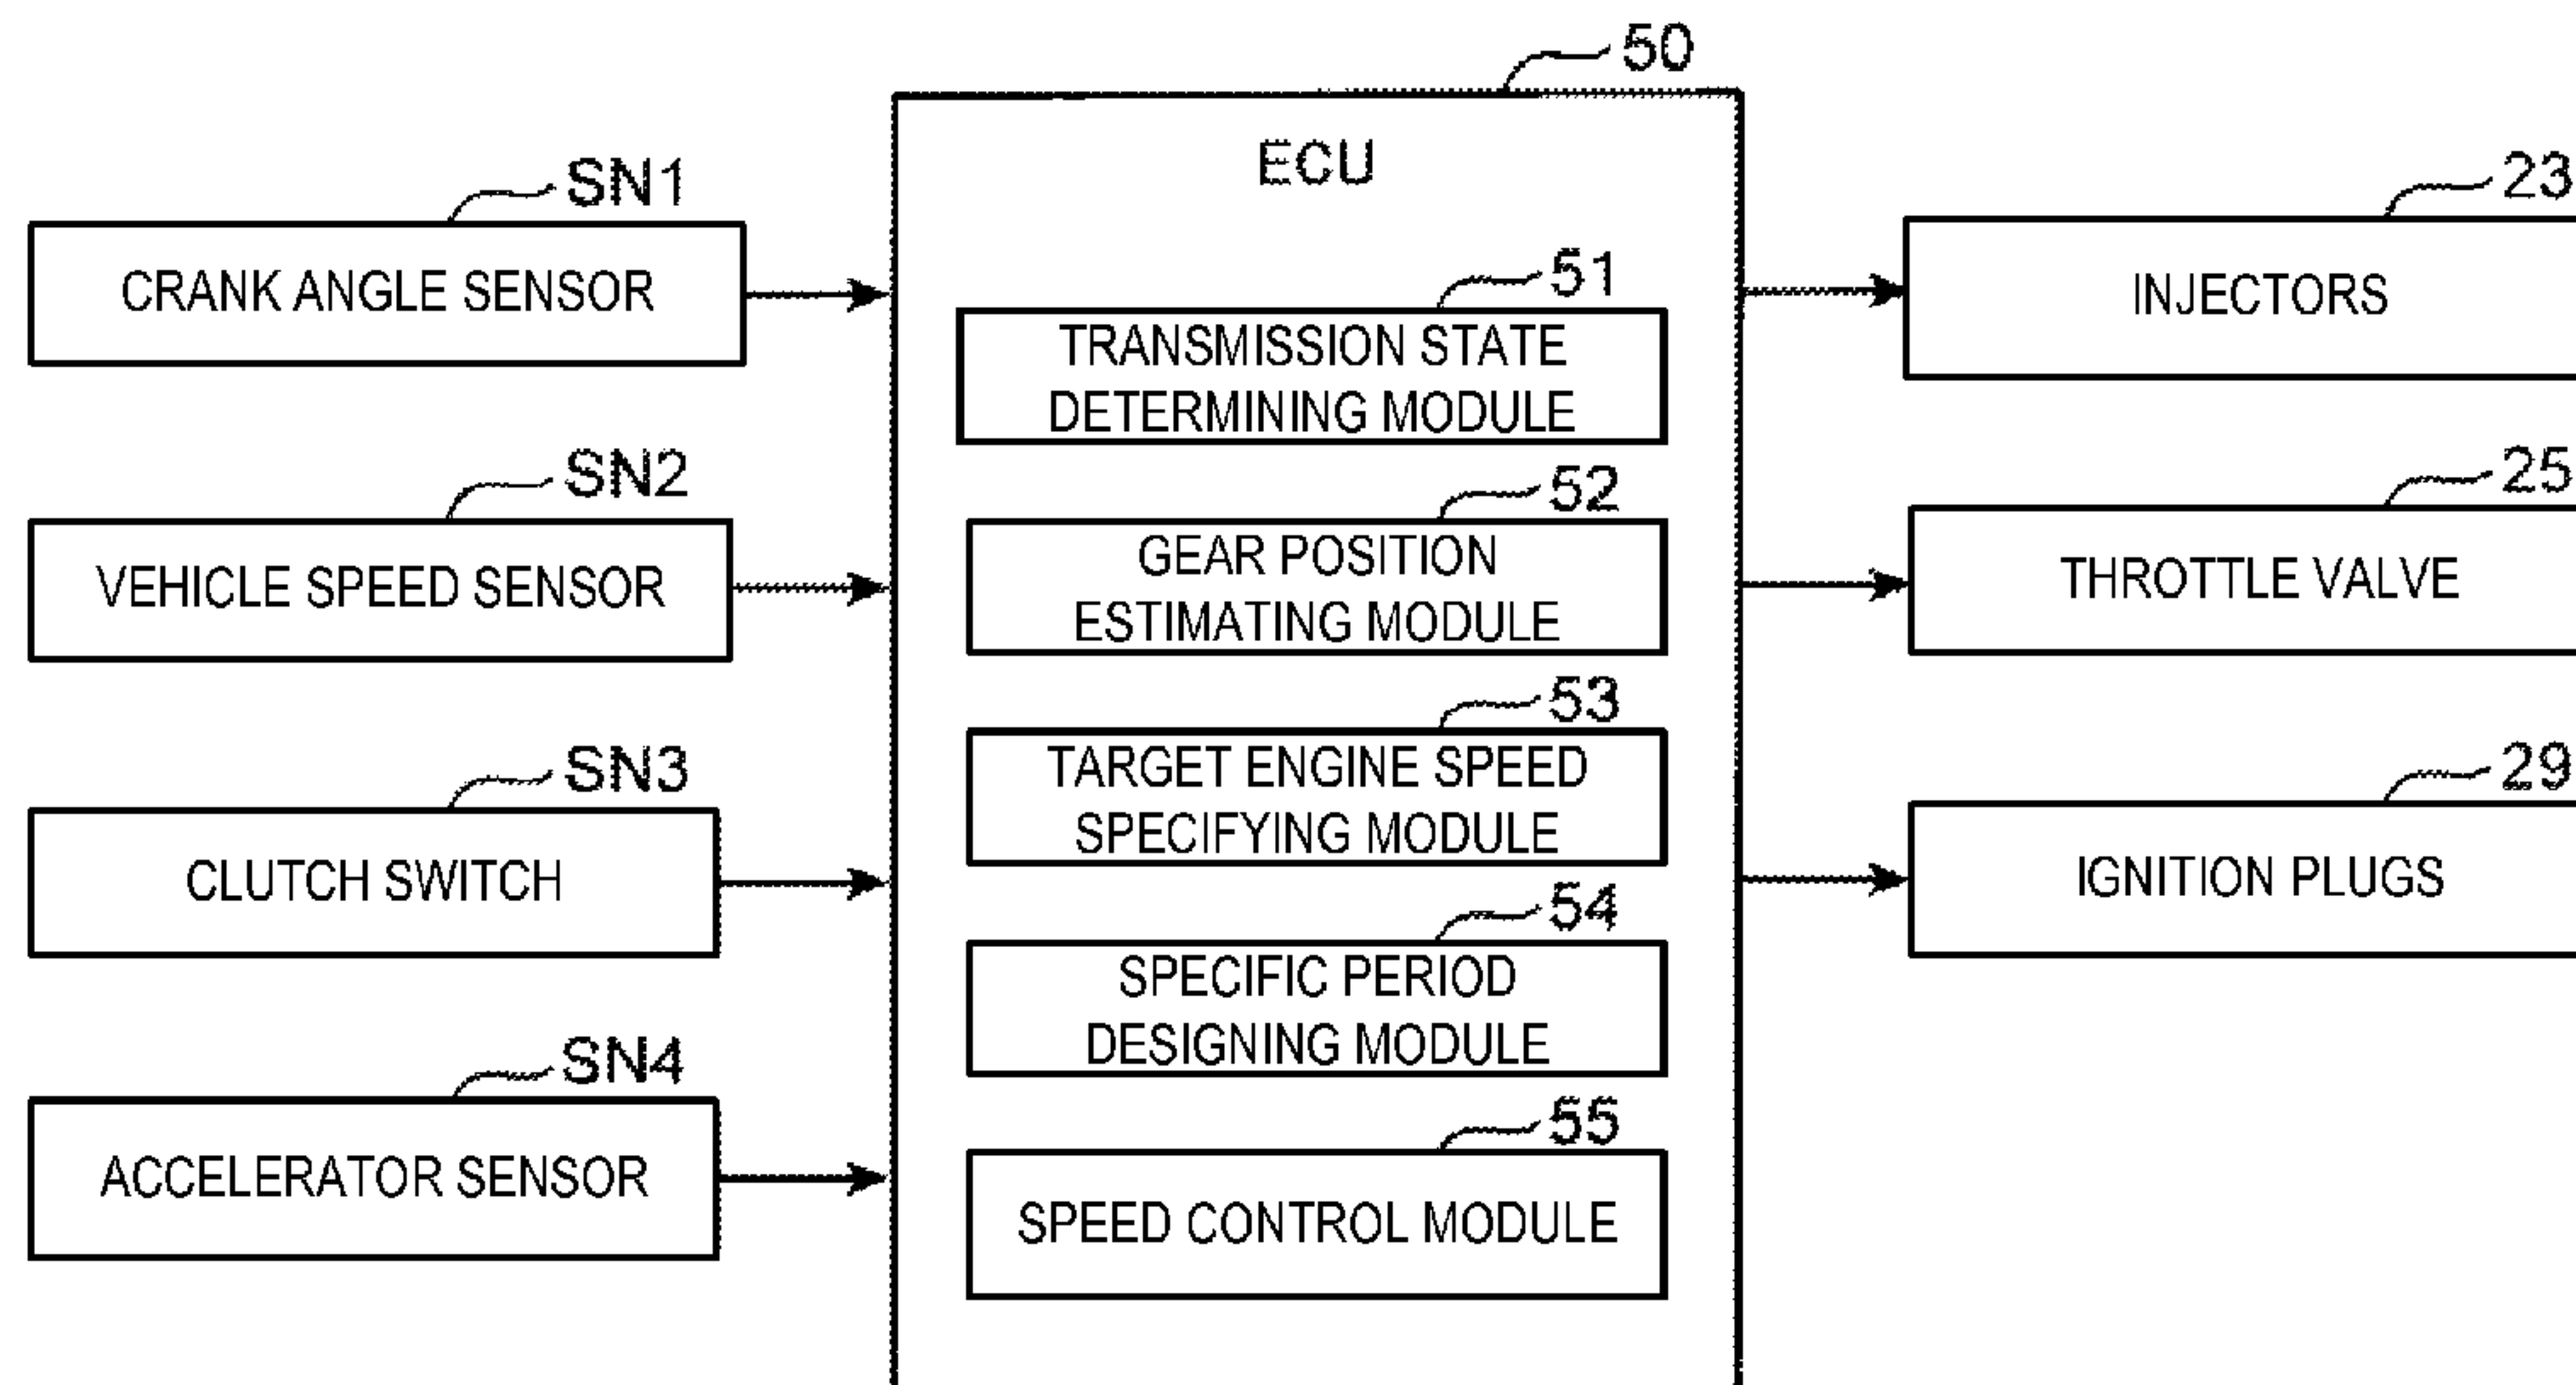 50
ECU
SN1
CRANK ANGLE SENSOR
SN2
VEHICLE SPEED SENSOR
SN3
CLUTCH SWITCH
SN4
ACCELERATOR SENSOR
51
TRANSMISSION STATE
DETERMINING MODULE
52
GEAR POSITION
ESTIMATING MODULE
53
TARGET ENGINE SPEED
SPECIFYING MODULE
54
SPECIFIC PERIOD
DESIGNING MODULE
55
SPEED CONTROL MODULE
23
INJECTORS
25
THROTTLE VALVE
29
IGNITION PLUGS